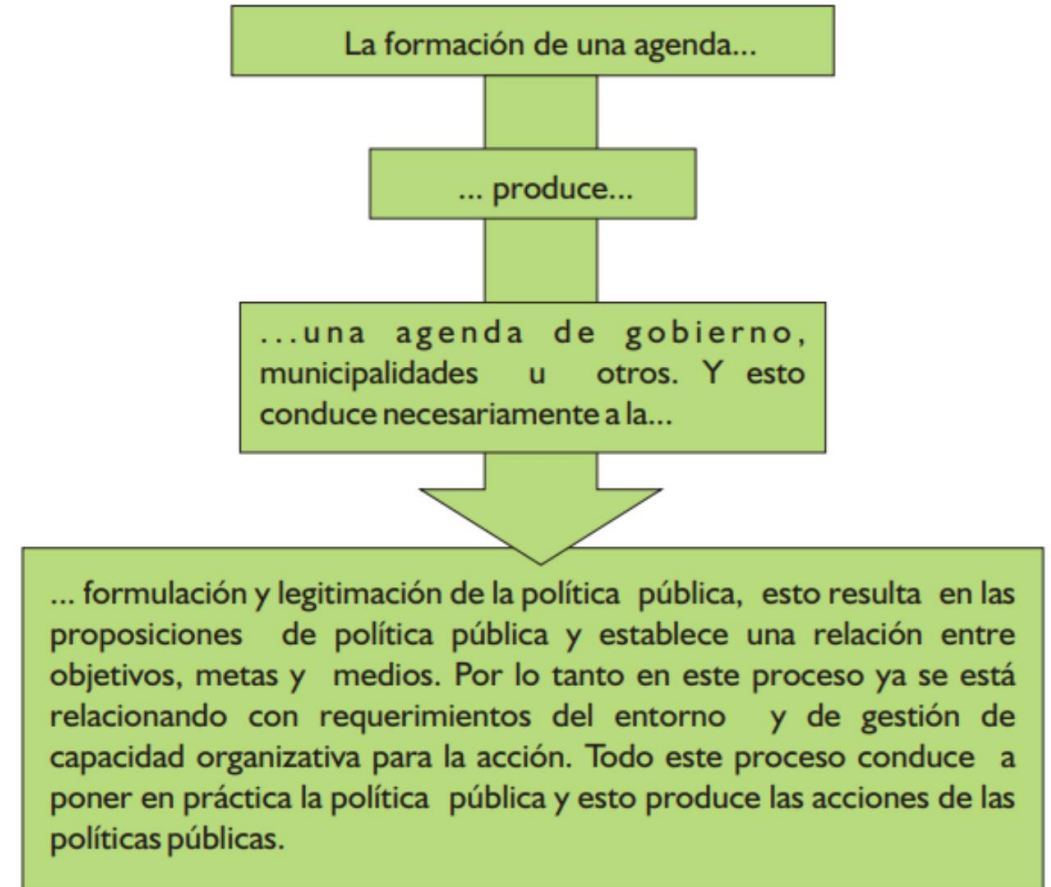 La formación de una agenda...
... produce...
...una agenda de gobierno,
municipalidades u otros. Y esto
conduce necesariamente a la...
... formulación y legitimación de la política pública, esto resulta en las
proposiciones de política pública y establece una relación entre
objetivos, metas y medios. Por lo tanto en este proceso ya se está
relacionando con requerimientos del entorno y de gestión de
capacidad organizativa para la acción. Todo este proceso conduce a
poner en práctica la política pública y esto produce las acciones de las
políticas públicas.